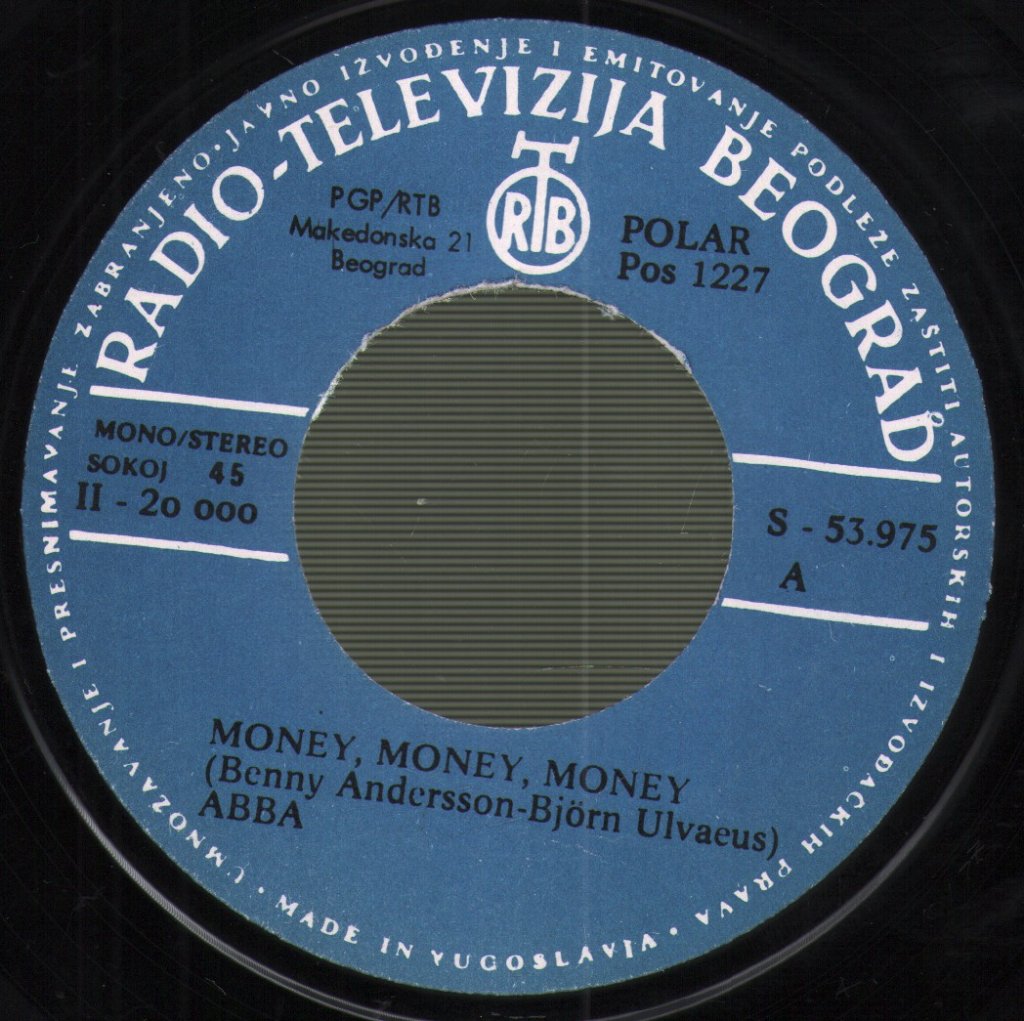 UMNOŽAVANJE I PRESNIMAVANJE ZABRANJENO · JAVNO IZVOĐENJE I EMITOVANJE PODLEŽE ZAŠTITI AUTORSKIH I IZVOĐAČKIH PRAVA
RADIO-TELEVIZIJA BEOGRAD
PGP/RTB
Makedonska 21
Beograd
RTB
POLAR
Pos 1227
MONO/STEREO
SOKOJ 45
II - 20 000
S - 53.975
A
MONEY, MONEY, MONEY
(Benny Andersson-Björn Ulvaeus)
ABBA
· MADE IN YUGOSLAVIA ·